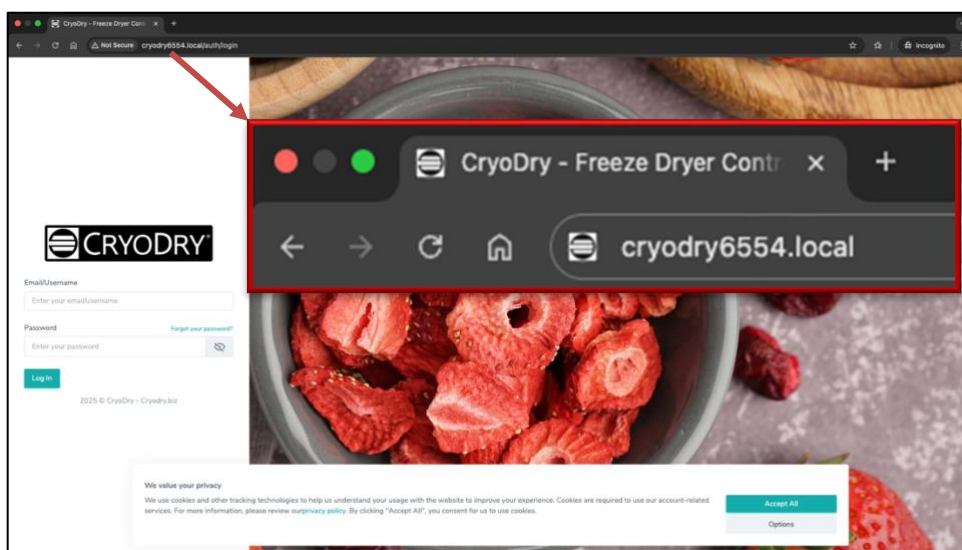 CryoDry - Freeze Dryer Cont
Not Secure cryodry6554.local/auth/login
Incognito
CryoDry - Freeze Dryer Contr
cryodry6554.local
CRYODRY
Email/Username
Enter your email/username
Password Forgot your password?
Enter your password
Log In
2025 © CryoDry - Cryodry.biz
We value your privacy
We use cookies and other tracking technologies to help us understand your usage with the website to improve your experience. Cookies are required to use our account-related
services. For more information, please review ourprivacy policy. By clicking "Accept All", you consent for us to use cookies.
Accept All
Options